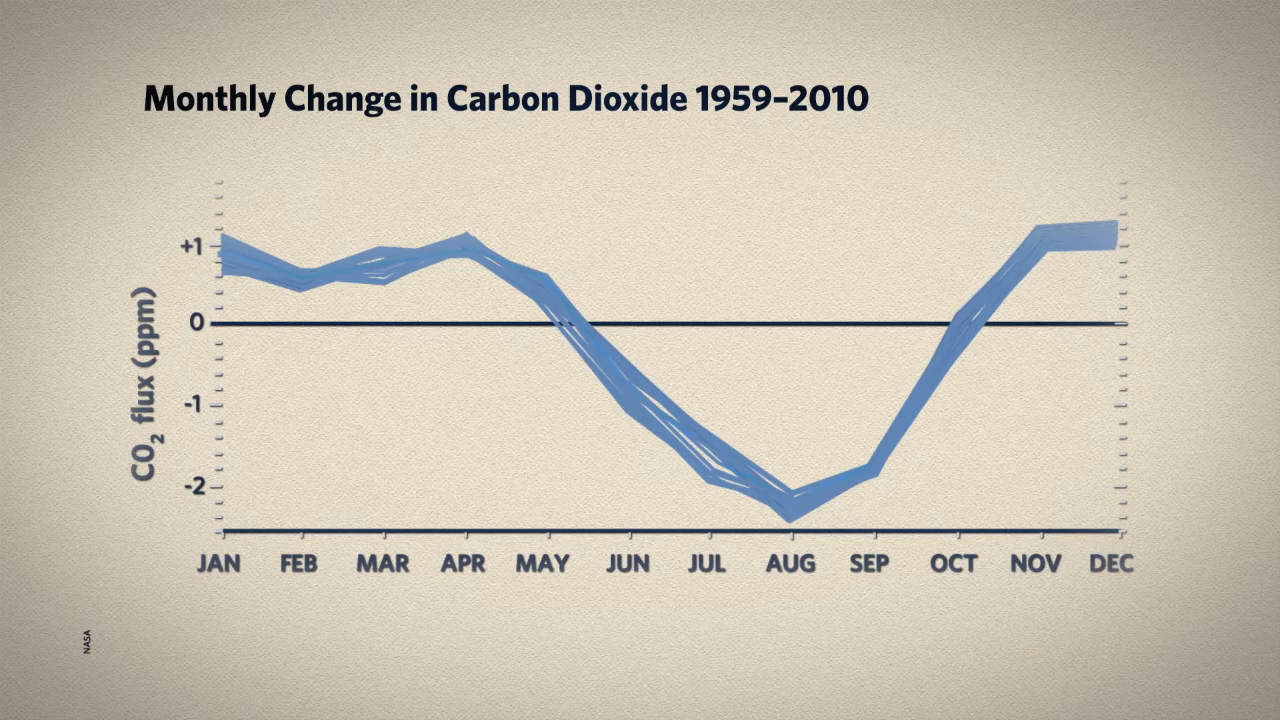 Monthly Change in Carbon Dioxide 1959–2010
+1
0
-1
-2
CO₂ flux (ppm)
JAN FEB MAR APR MAY JUN JUL AUG SEP OCT NOV DEC
NASA